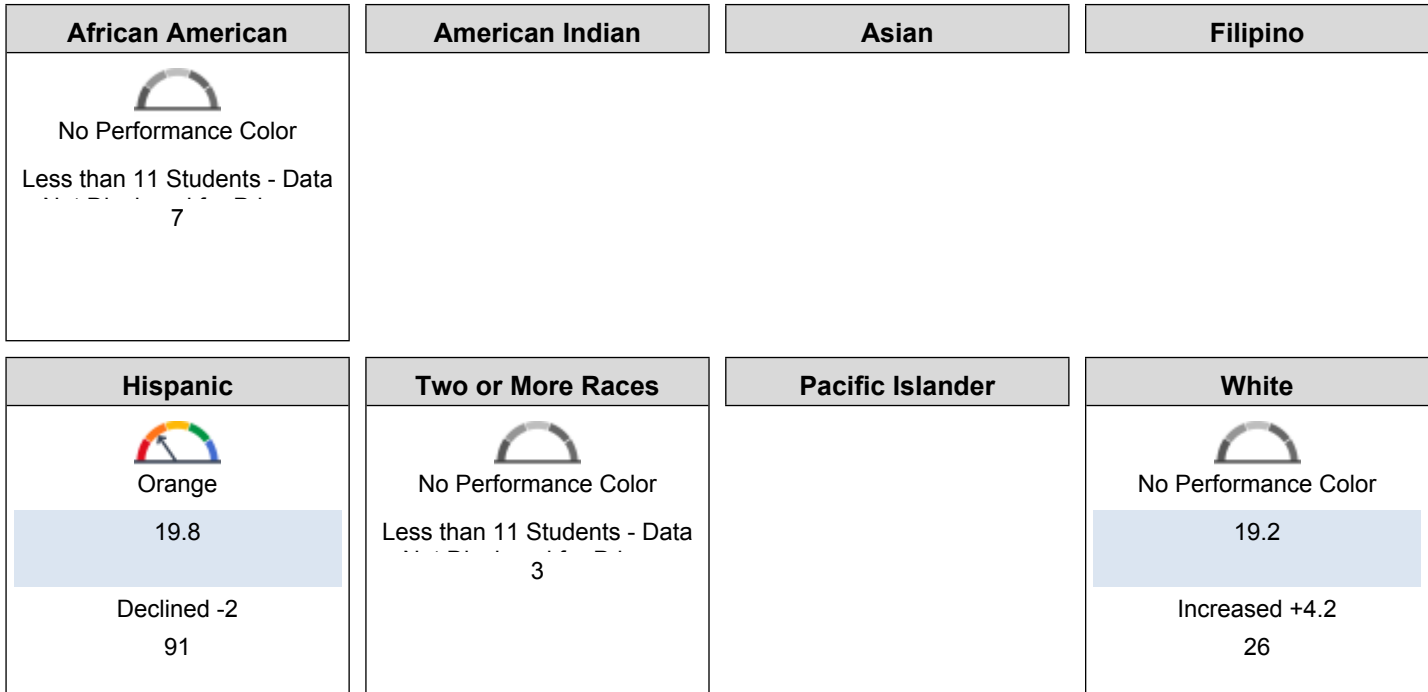 African American
American Indian
Asian
Filipino
No Performance Color
Less than 11 Students - Data
7
Hispanic
Two or More Races
Pacific Islander
White
Orange
19.8
Declined -2
91
No Performance Color
Less than 11 Students - Data
3
No Performance Color
19.2
Increased +4.2
26